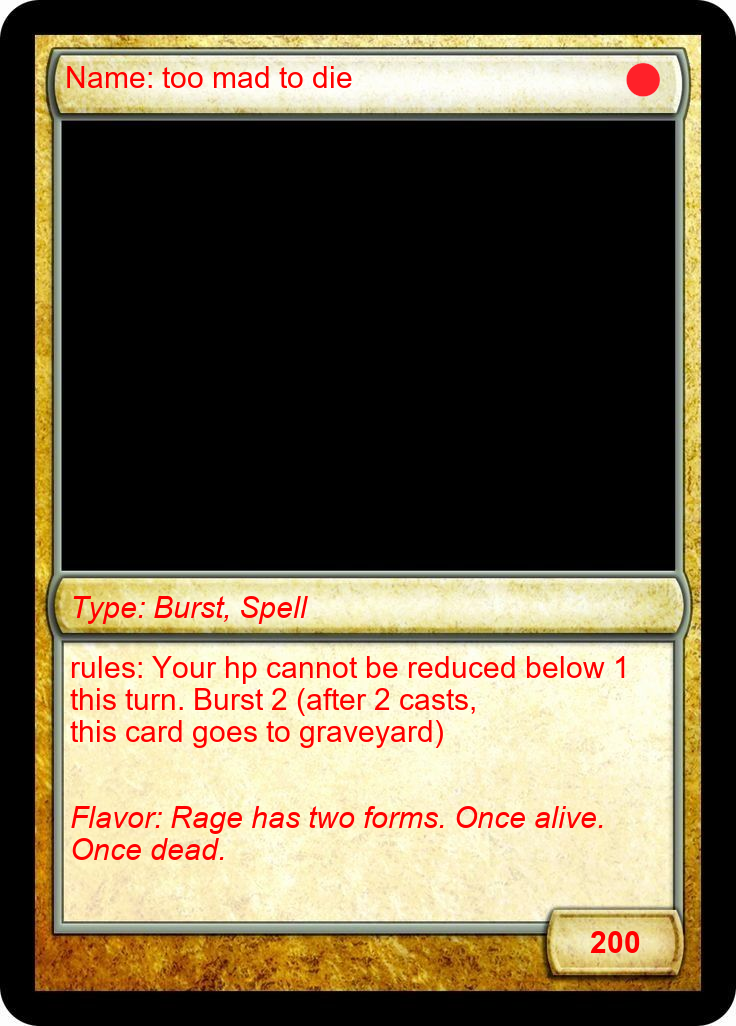 Name: too mad to die
Type: Burst, Spell
rules: Your hp cannot be reduced below 1
this turn. Burst 2 (after 2 casts,
this card goes to graveyard)
Flavor: Rage has two forms. Once alive.
Once dead.
200